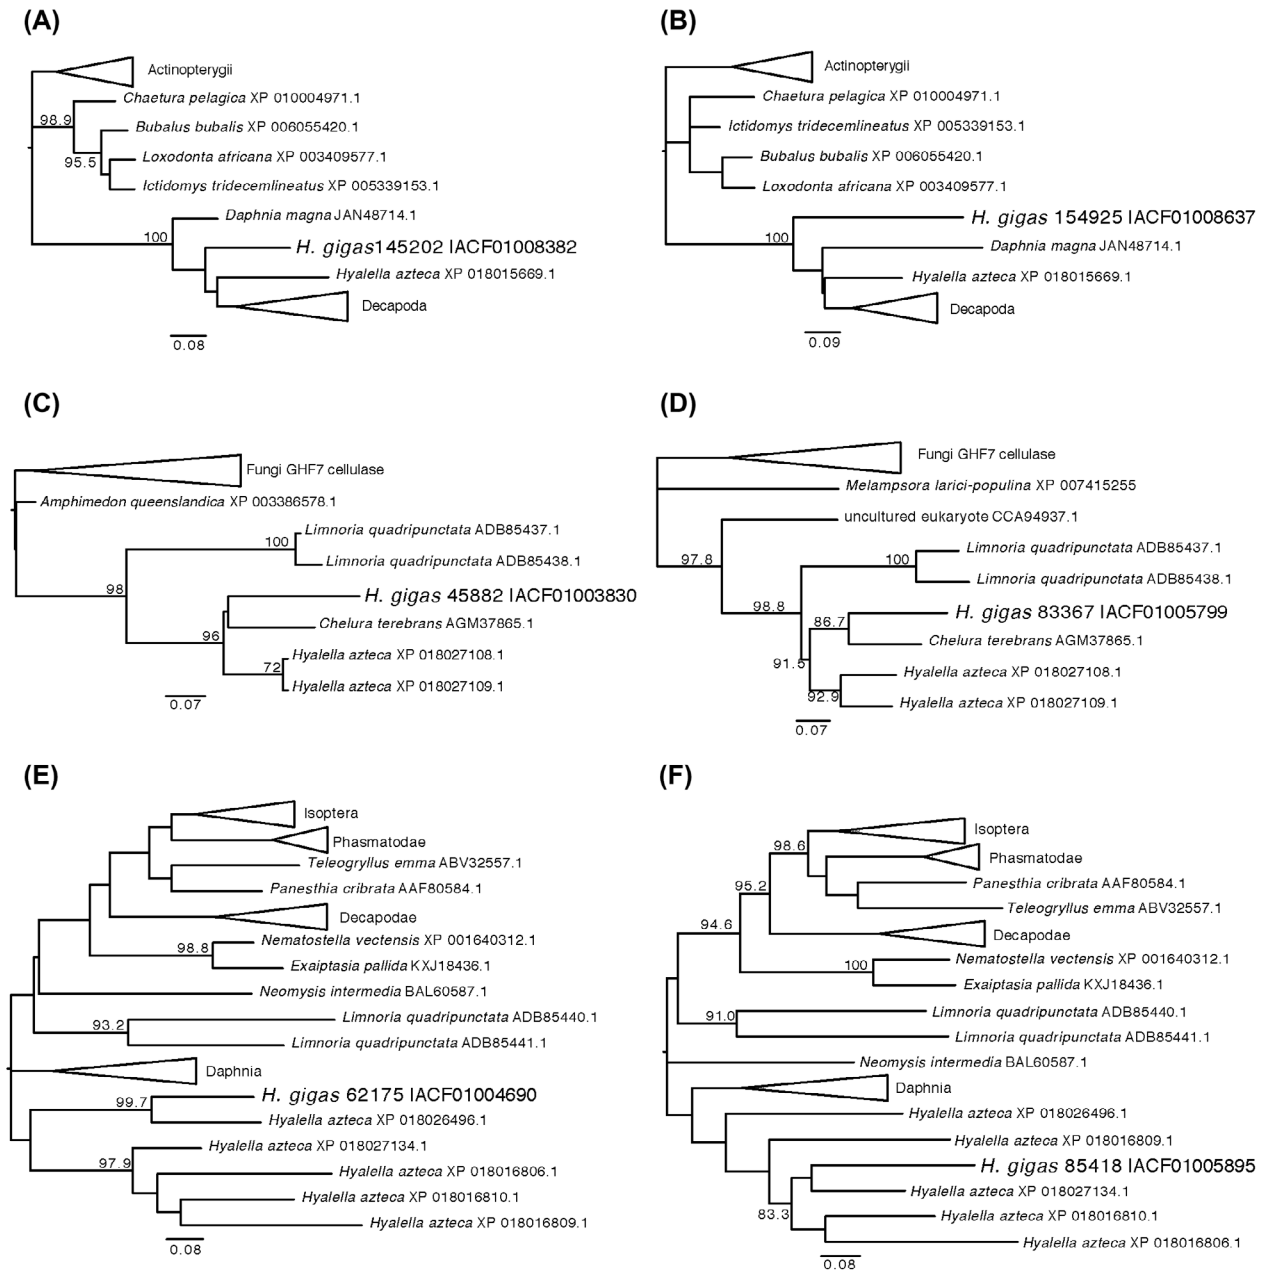 (A)
Actinopterygii
Chaetura pelagica XP 010004971.1
98.9
Bubalus bubalis XP 006055420.1
95.5
Loxodonta africana XP 003409577.1
Ictidomys tridecemlineatus XP 005339153.1
Daphnia magna JAN48714.1
100
H. gigas145202 IACF01008382
Hyalella azteca XP 018015669.1
Decapoda
0.08
(B)
Actinopterygii
Chaetura pelagica XP 010004971.1
Ictidomys tridecemlineatus XP 005339153.1
Bubalus bubalis XP 006055420.1
Loxodonta africana XP 003409577.1
H. gigas 154925 IACF01008637
100
Daphnia magna JAN48714.1
Hyalella azteca XP 018015669.1
Decapoda
0.09
(C)
Fungi GHF7 cellulase
Amphimedon queenslandica XP 003386578.1
Limnoria quadripunctata ADB85437.1
100
Limnoria quadripunctata ADB85438.1
98
H. gigas 45882 IACF01003830
Chelura terebrans AGM37865.1
96
Hyalella azteca XP 018027108.1
72
Hyalella azteca XP 018027109.1
0.07
(D)
Fungi GHF7 cellulase
Melampsora larici-populina XP 007415255
uncultured eukaryote CCA94937.1
Limnoria quadripunctata ADB85437.1
97.8
100
Limnoria quadripunctata ADB85438.1
98.8
H. gigas 83367 IACF01005799
86.7
Chelura terebrans AGM37865.1
91.5
Hyalella azteca XP 018027108.1
92.9
Hyalella azteca XP 018027109.1
0.07
(E)
Isoptera
Phasmatodae
Teleogryllus emma ABV32557.1
Panesthia cribrata AAF80584.1
Decapodae
Nematostella vectensis XP 001640312.1
98.8
Exaiptasia pallida KXJ18436.1
Neomysis intermedia BAL60587.1
Limnoria quadripunctata ADB85440.1
93.2
Limnoria quadripunctata ADB85441.1
Daphnia
H. gigas 62175 IACF01004690
99.7
Hyalella azteca XP 018026496.1
Hyalella azteca XP 018027134.1
97.9
Hyalella azteca XP 018016806.1
Hyalella azteca XP 018016810.1
Hyalella azteca XP 018016809.1
0.08
(F)
Isoptera
98.6
Phasmatodae
Panesthia cribrata AAF80584.1
95.2
Teleogryllus emma ABV32557.1
94.6
Decapodae
Nematostella vectensis XP 001640312.1
100
Exaiptasia pallida KXJ18436.1
Limnoria quadripunctata ADB85440.1
91.0
Limnoria quadripunctata ADB85441.1
Neomysis intermedia BAL60587.1
Daphnia
Hyalella azteca XP 018026496.1
Hyalella azteca XP 018016809.1
H. gigas 85418 IACF01005895
Hyalella azteca XP 018027134.1
83.3
Hyalella azteca XP 018016810.1
Hyalella azteca XP 018016806.1
0.08